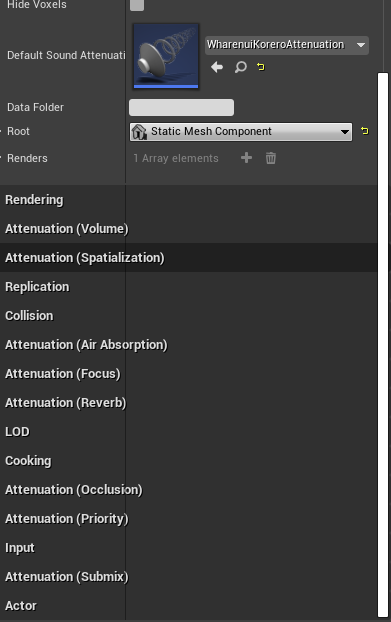 Hide Voxels
Default Sound Attenuati
WharenuiKoreroAttenuation
Data Folder
Root
Static Mesh Component
Renders
1 Array elements
Rendering
Attenuation (Volume)
Attenuation (Spatialization)
Replication
Collision
Attenuation (Air Absorption)
Attenuation (Focus)
Attenuation (Reverb)
LOD
Cooking
Attenuation (Occlusion)
Attenuation (Priority)
Input
Attenuation (Submix)
Actor